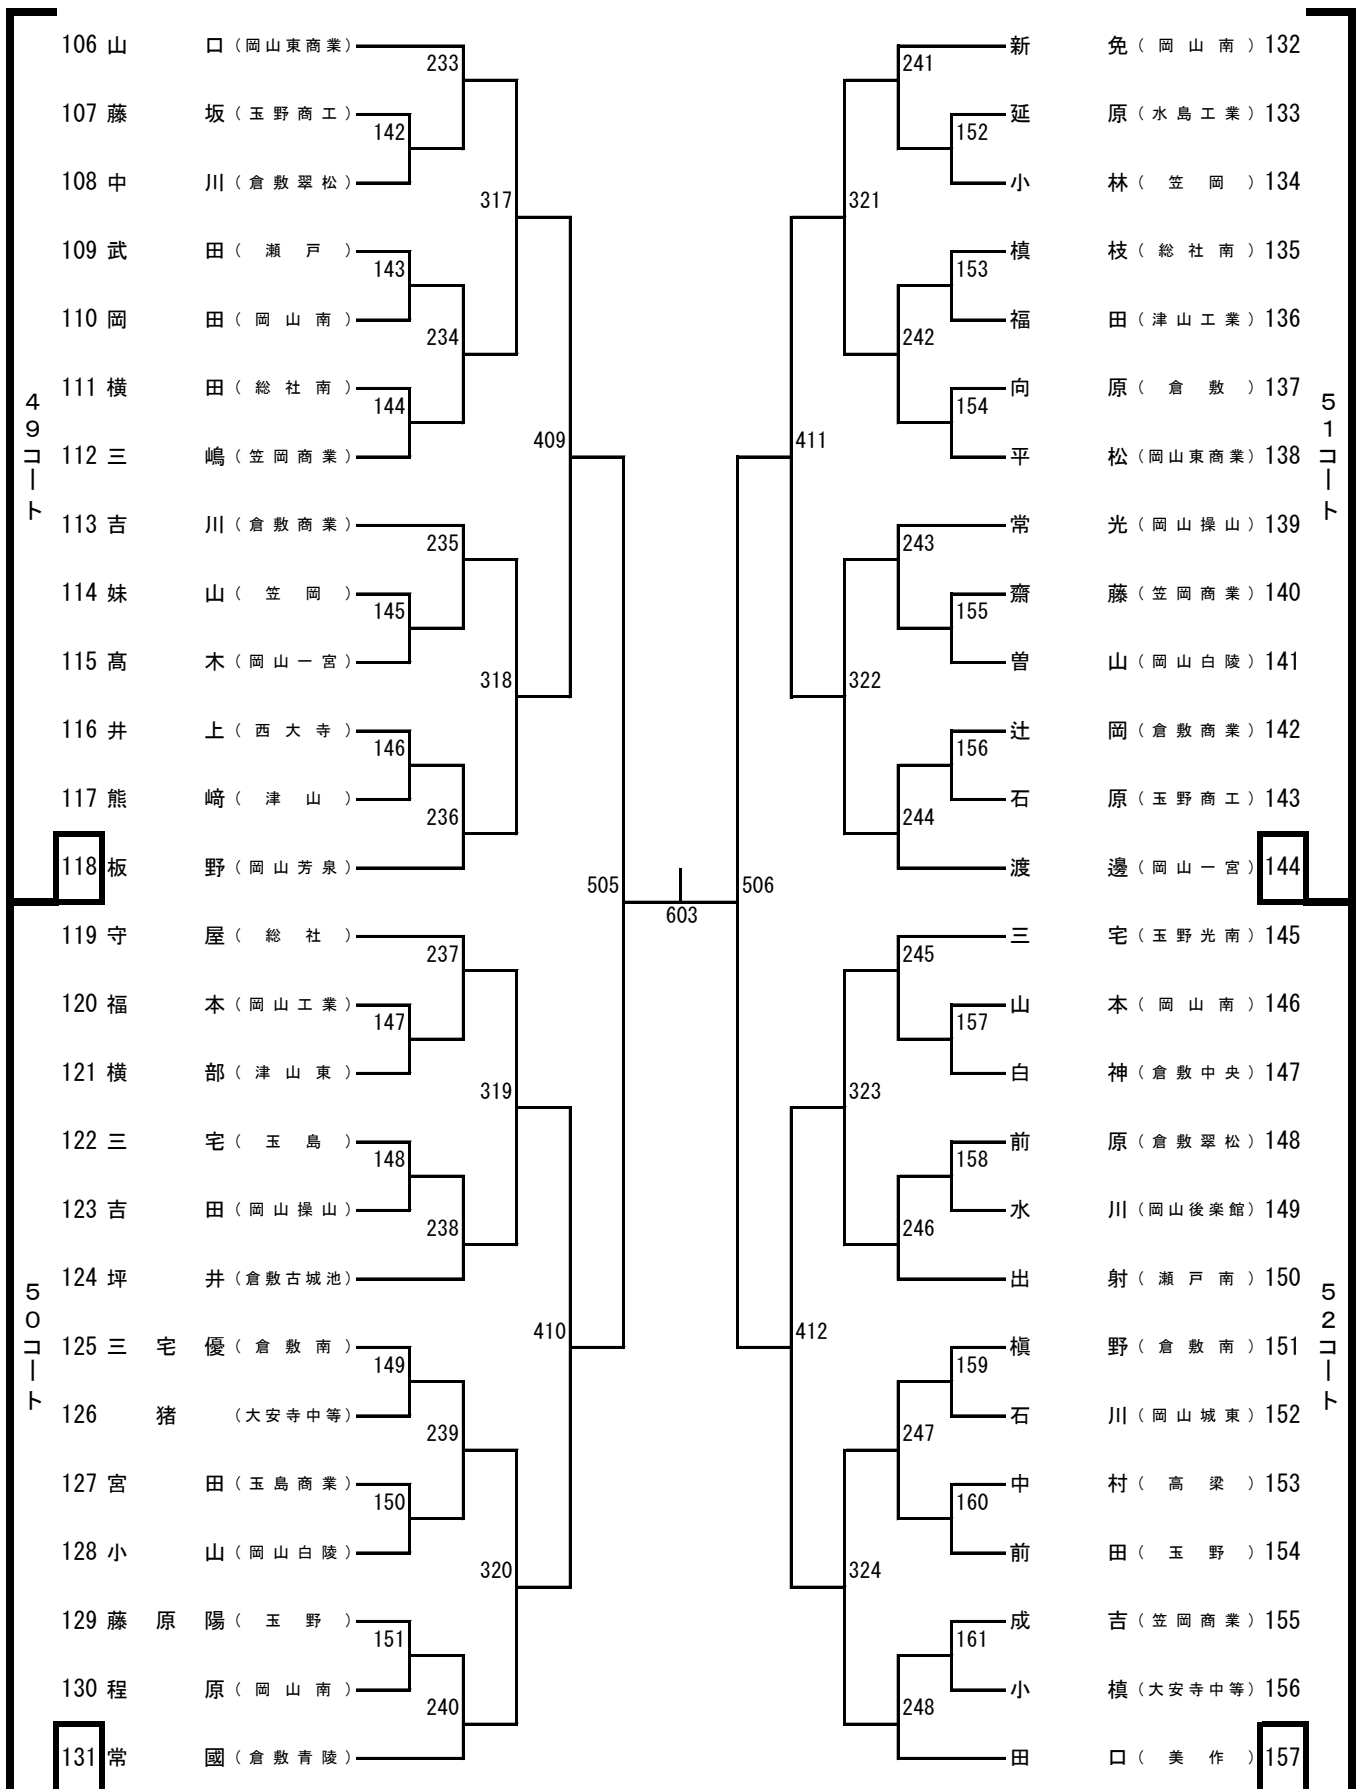 106 山口（岡山東商業）
107 藤坂（玉野商工）
108 中川（倉敷翠松）
109 武田（瀬戸）
110 岡田（岡山南）
111 横田（総社南）
112 三嶋（笠岡商業）
113 吉川（倉敷商業）
114 妹山（笠岡）
115 髙木（岡山一宮）
116 井上（西大寺）
117 熊﨑（津山）
118 板野（岡山芳泉）
119 守屋（総社）
120 福本（岡山工業）
121 横部（津山東）
122 三宅（玉島）
123 吉田（岡山操山）
124 坪井（倉敷古城池）
125 三宅優（倉敷南）
126 猪（大安寺中等）
127 宮田（玉島商業）
128 小山（岡山白陵）
129 藤原陽（玉野）
130 程原（岡山南）
131 常國（倉敷青陵）
49コート
50コート
142
143
144
145
146
147
148
149
150
151
233
234
235
236
237
238
239
240
317
318
319
320
409
410
505
603
506
411
412
321
322
323
324
241
242
243
244
245
246
247
248
152
153
154
155
156
157
158
159
160
161
新免（岡山南）132
延原（水島工業）133
小林（笠岡）134
槙枝（総社南）135
福田（津山工業）136
向原（倉敷）137
平松（岡山東商業）138
常光（岡山操山）139
齋藤（笠岡商業）140
曽山（岡山白陵）141
辻岡（倉敷商業）142
石原（玉野商工）143
渡邊（岡山一宮）144
三宅（玉野光南）145
山本（岡山南）146
白神（倉敷中央）147
前原（倉敷翠松）148
水川（岡山後楽館）149
出射（瀬戸南）150
槇野（倉敷南）151
石川（岡山城東）152
中村（高梁）153
前田（玉野）154
成吉（笠岡商業）155
小槙（大安寺中等）156
田口（美作）157
51コート
52コート